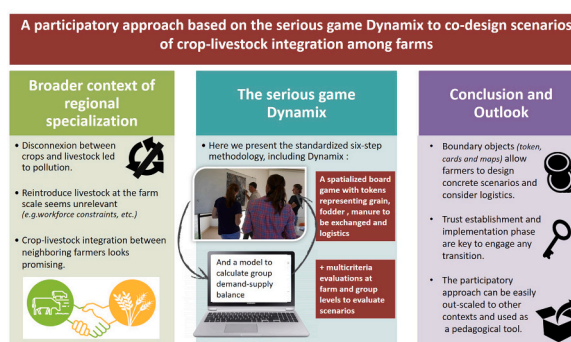 A participatory approach based on the serious game Dynamix to co-design scenarios
of crop-livestock integration among farms
Broader context of
regional
specialization
• Disconnexion between
crops and livestock led
to pollution.
• Reintroduce livestock at the farm
scale seems unrelevant
(e.g.workforce constraints, etc.)
• Crop-livestock integration between
neighboring farmers looks
promising.
The serious game
Dynamix
• Here we present the standardized six-step
methodology, including Dynamix :
A spatialized board
game with tokens
representing grain,
fodder , manure to
be exchanged and
logistics
And a model to
calculate group
demand-supply
balance
+ multicriteria
evaluations at
farm and group
levels to evaluate
scenarios
Conclusion and
Outlook
• Boundary objects (token,
cards and maps) allow
farmers to design
concrete scenarios and
consider logistics.
• Trust establishment and
implementation phase
are key to engage any
transition.
• The participatory
approach can be easily
out-scaled to other
contexts and used as
a pedagogical tool.